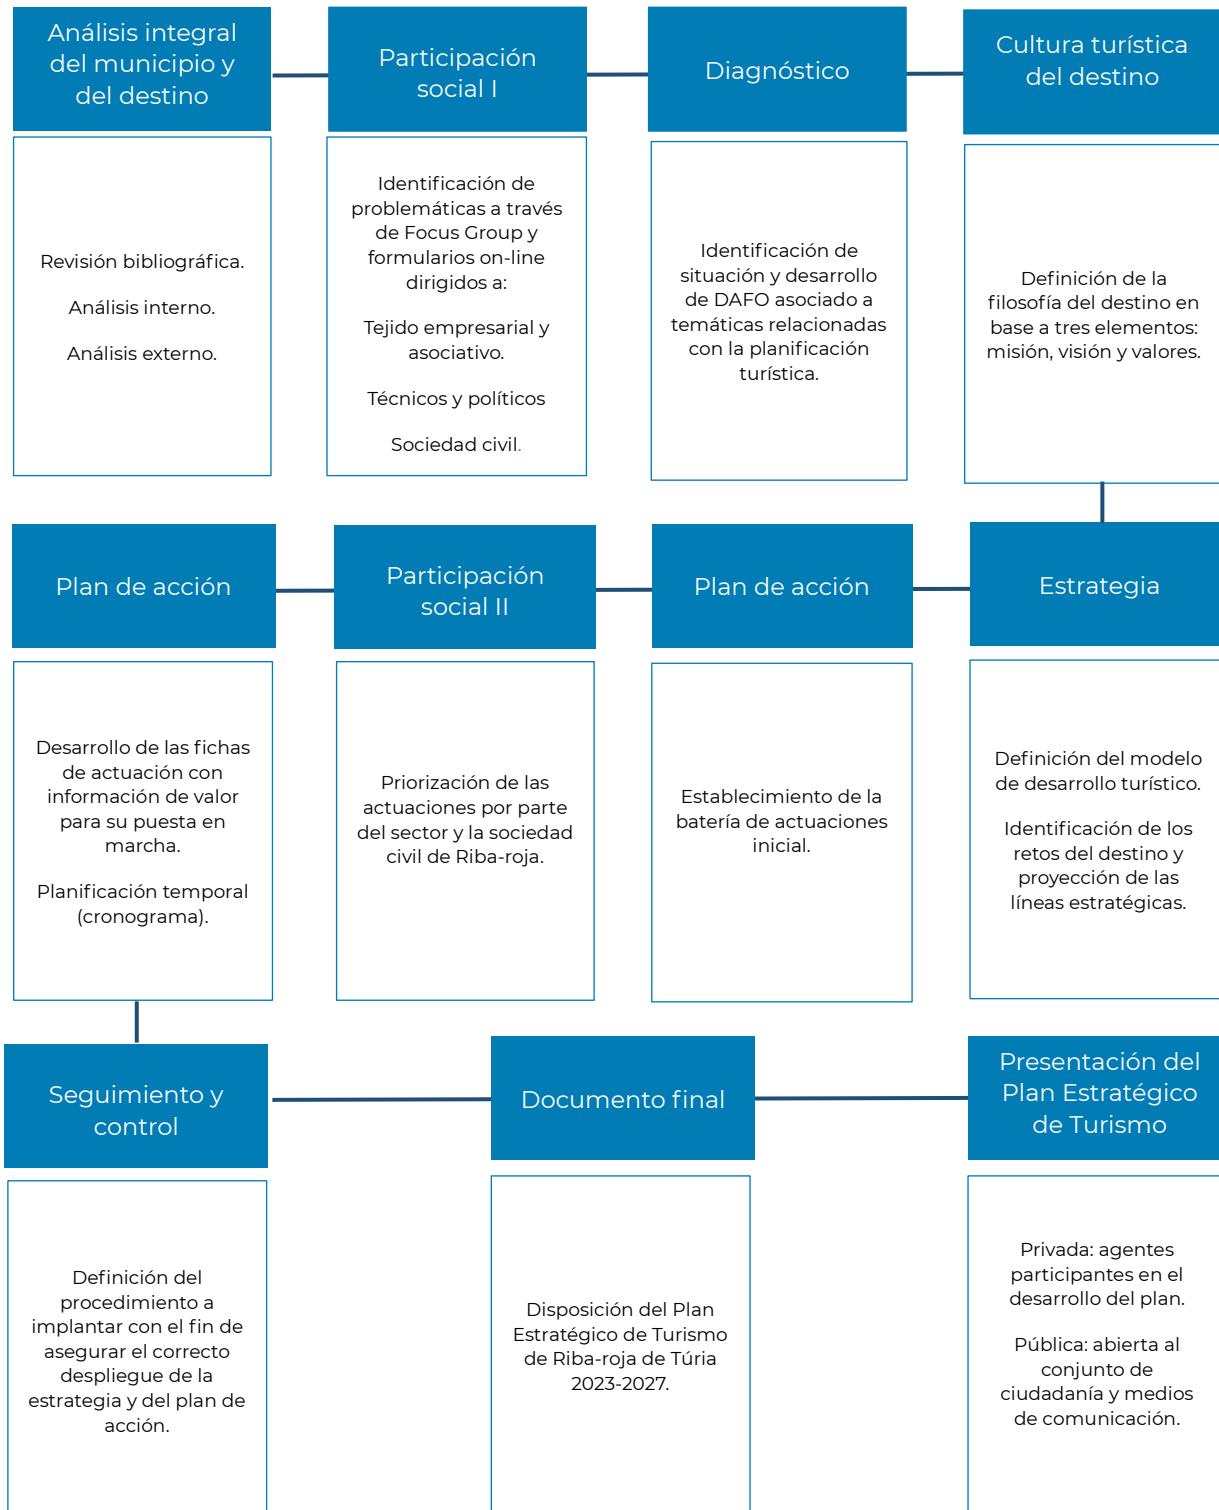 Análisis integral
del municipio y
del destino
Revisión bibliográfica.
Análisis interno.
Análisis externo.
Participación
social I
Identificación de
problemáticas a través
de Focus Group y
formularios on-line
dirigidos a:
Tejido empresarial y
asociativo.
Técnicos y políticos
Sociedad civil.
Diagnóstico
Identificación de
situación y desarrollo
de DAFO asociado a
temáticas relacionadas
con la planificación
turística.
Cultura turística
del destino
Definición de la
filosofía del destino en
base a tres elementos:
misión, visión y valores.
Estrategia
Definición del modelo
de desarrollo turístico.
Identificación de los
retos del destino y
proyección de las
líneas estratégicas.
Plan de acción
Establecimiento de la
batería de actuaciones
inicial.
Participación
social II
Priorización de las
actuaciones por parte
del sector y la sociedad
civil de Riba-roja.
Plan de acción
Desarrollo de las fichas
de actuación con
información de valor
para su puesta en
marcha.
Planificación temporal
(cronograma).
Seguimiento y
control
Definición del
procedimiento a
implantar con el fin de
asegurar el correcto
despliegue de la
estrategia y del plan de
acción.
Documento final
Disposición del Plan
Estratégico de Turismo
de Riba-roja de Túria
2023-2027.
Presentación del
Plan Estratégico
de Turismo
Privada: agentes
participantes en el
desarrollo del plan.
Pública: abierta al
conjunto de
ciudadanía y medios
de comunicación.